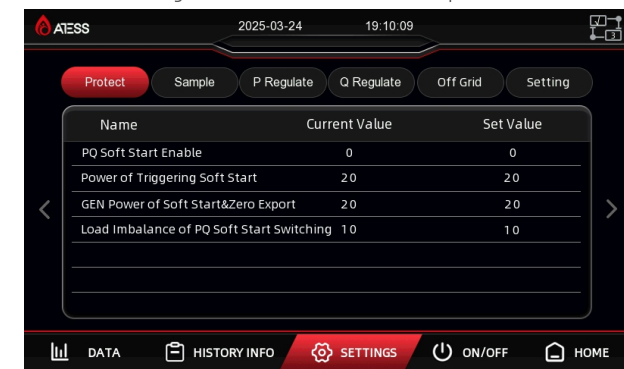 ATESS 2025-03-24 19:10:09
3
Protect Sample P Regulate Q Regulate Off Grid Setting
Name Current Value Set Value
PQ Soft Start Enable 0 0
Power of Triggering Soft Start 20 20
GEN Power of Soft Start&Zero Export 20 20
Load Imbalance of PQ Soft Start Switching 10 10
DATA HISTORY INFO SETTINGS ON/OFF HOME